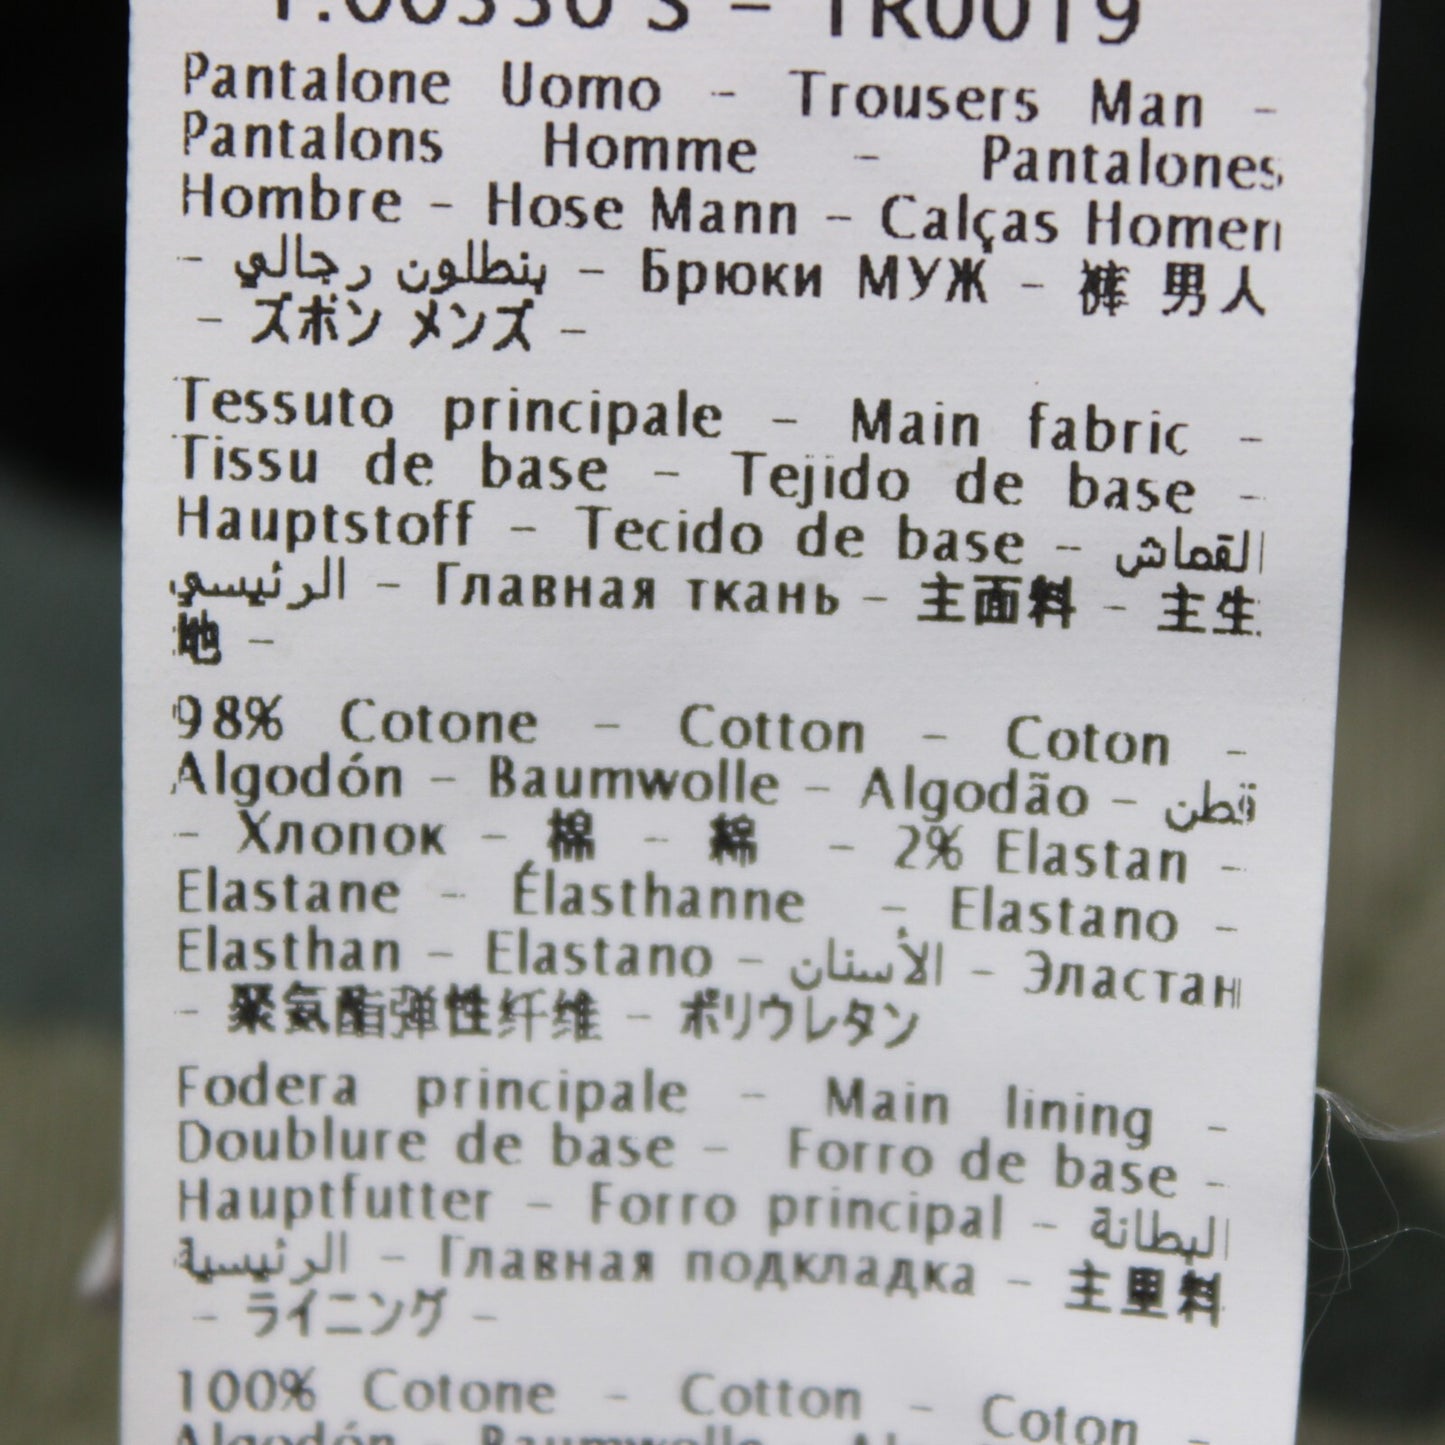 TR0019
Pantalone Uomo - Trousers Man -
Pantalons Homme - Pantalones
Hombre - Hose Mann - Calças Homem
- بنطلون رجالي - Брюки МУЖ - 裤 男人
- ズボン メンズ -
Tessuto principale - Main fabric -
Tissu de base - Tejido de base -
Hauptstoff - Tecido de base - القماش
الرئيسي - Главная ткань - 主面料 - 主生
地 -
98% Cotone - Cotton - Coton -
Algodón - Baumwolle - Algodão - قطن
- Хлопок - 棉 - 綿 - 2% Elastan -
Elastane - Élasthanne - Elastano -
Elasthan - Elastano - الأسنان - Эластан
- 聚氨酯弹性纤维 - ポリウレタン
Fodera principale - Main lining -
Doublure de base - Forro de base -
Hauptfutter - Forro principal - البطانة
الرئيسية - Главная подкладка - 主里料
- ライニング -
100% Cotone - Cotton - Coton
Algodón - Baumwolle